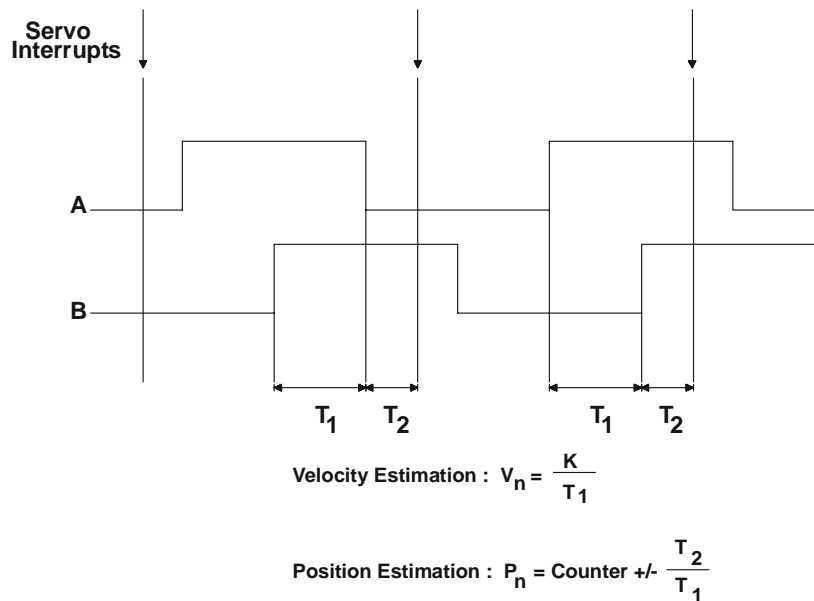 Servo
Interrupts
A
B
T1 T2 T1 T2
Velocity Estimation : Vn = K / T1
Position Estimation : Pn = Counter +/- T2 / T1